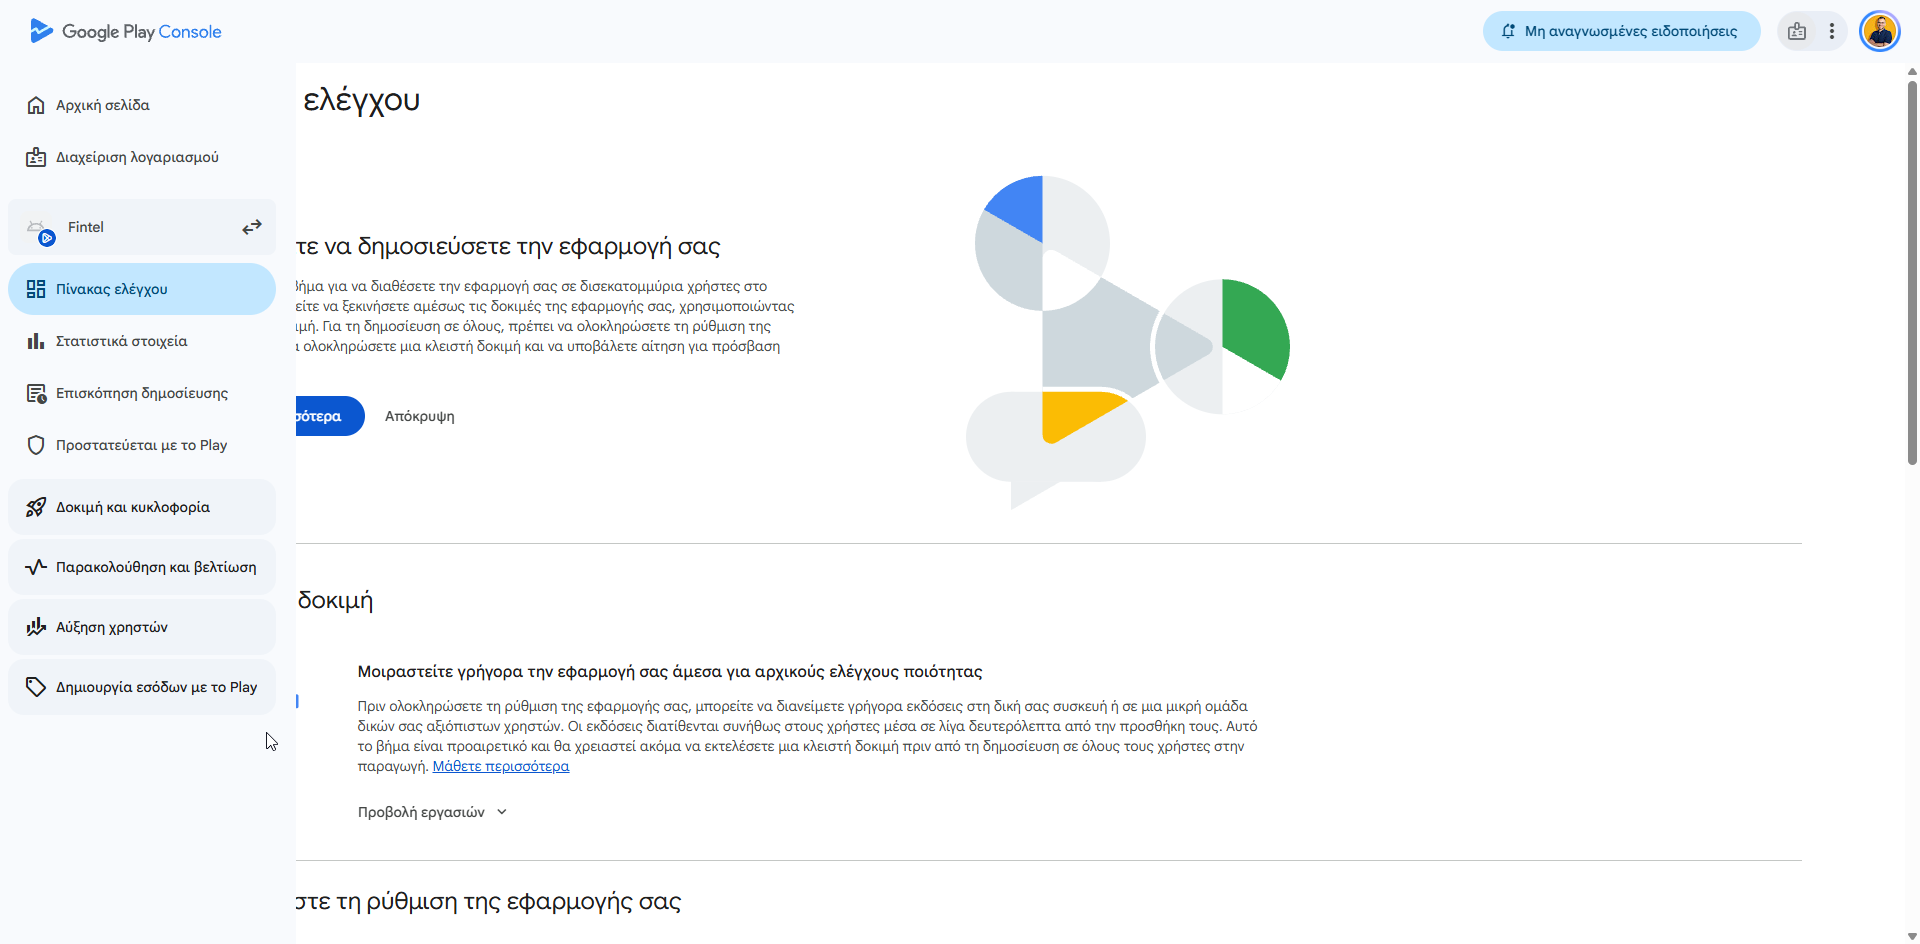 Google Play Console
Μη αναγνωσμένες ειδοποιήσεις
Αρχική σελίδα
Διαχείριση λογαριασμού
Fintel
Πίνακας ελέγχου
Στατιστικά στοιχεία
Επισκόπηση δημοσίευσης
Προστατεύεται με το Play
Δοκιμή και κυκλοφορία
Παρακολούθηση και βελτίωση
Αύξηση χρηστών
Δημιουργία εσόδων με το Play
ελέγχου
τε να δημοσιεύσετε την εφαρμογή σας
βήμα για να διαθέσετε την εφαρμογή σας σε δισεκατομμύρια χρήστες στο
είτε να ξεκινήσετε αμέσως τις δοκιμές της εφαρμογής σας, χρησιμοποιώντας
ιμή. Για τη δημοσίευση σε όλους, πρέπει να ολοκληρώσετε τη ρύθμιση της
ολοκληρώσετε μια κλειστή δοκιμή και να υποβάλετε αίτηση για πρόσβαση
σότερα
Απόκρυψη
δοκιμή
Μοιραστείτε γρήγορα την εφαρμογή σας άμεσα για αρχικούς ελέγχους ποιότητας
Πριν ολοκληρώσετε τη ρύθμιση της εφαρμογής σας, μπορείτε να διανείμετε γρήγορα εκδόσεις στη δική σας συσκευή ή σε μια μικρή ομάδα
δικών σας αξιόπιστων χρηστών. Οι εκδόσεις διατίθενται συνήθως στους χρήστες μέσα σε λίγα δευτερόλεπτα από την προσθήκη τους. Αυτό
το βήμα είναι προαιρετικό και θα χρειαστεί ακόμα να εκτελέσετε μια κλειστή δοκιμή πριν από τη δημοσίευση σε όλους τους χρήστες στην
παραγωγή. Μάθετε περισσότερα
Προβολή εργασιών
στε τη ρύθμιση της εφαρμογής σας